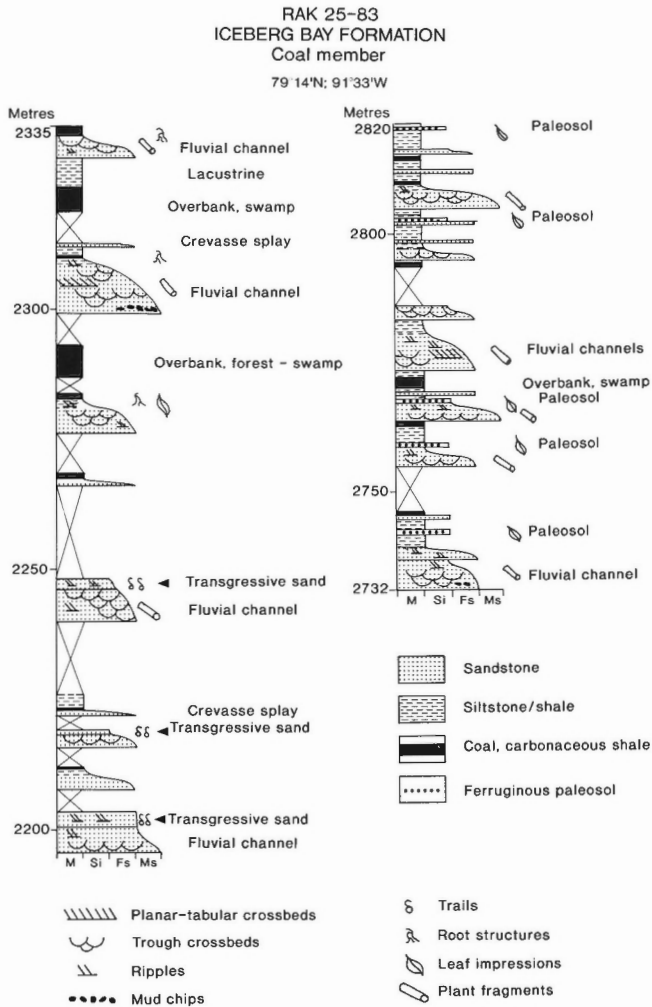 RAK 25-83
ICEBERG BAY FORMATION
Coal member
79°14'N; 91°33'W
Metres
2335
Fluvial channel
Lacustrine
Overbank, swamp
Crevasse splay
Fluvial channel
2300
Overbank, forest - swamp
2250
Transgressive sand
Fluvial channel
Crevasse splay
Transgressive sand
2200
Transgressive sand
Fluvial channel
M Si Fs Ms
Metres
2820
Paleosol
Paleosol
2800
Fluvial channels
Overbank, swamp
Paleosol
Paleosol
2750
Paleosol
Fluvial channel
2732
M Si Fs Ms
Sandstone
Siltstone/shale
Coal, carbonaceous shale
Ferruginous paleosol
Planar-tabular crossbeds
Trough crossbeds
Ripples
Mud chips
Trails
Root structures
Leaf impressions
Plant fragments